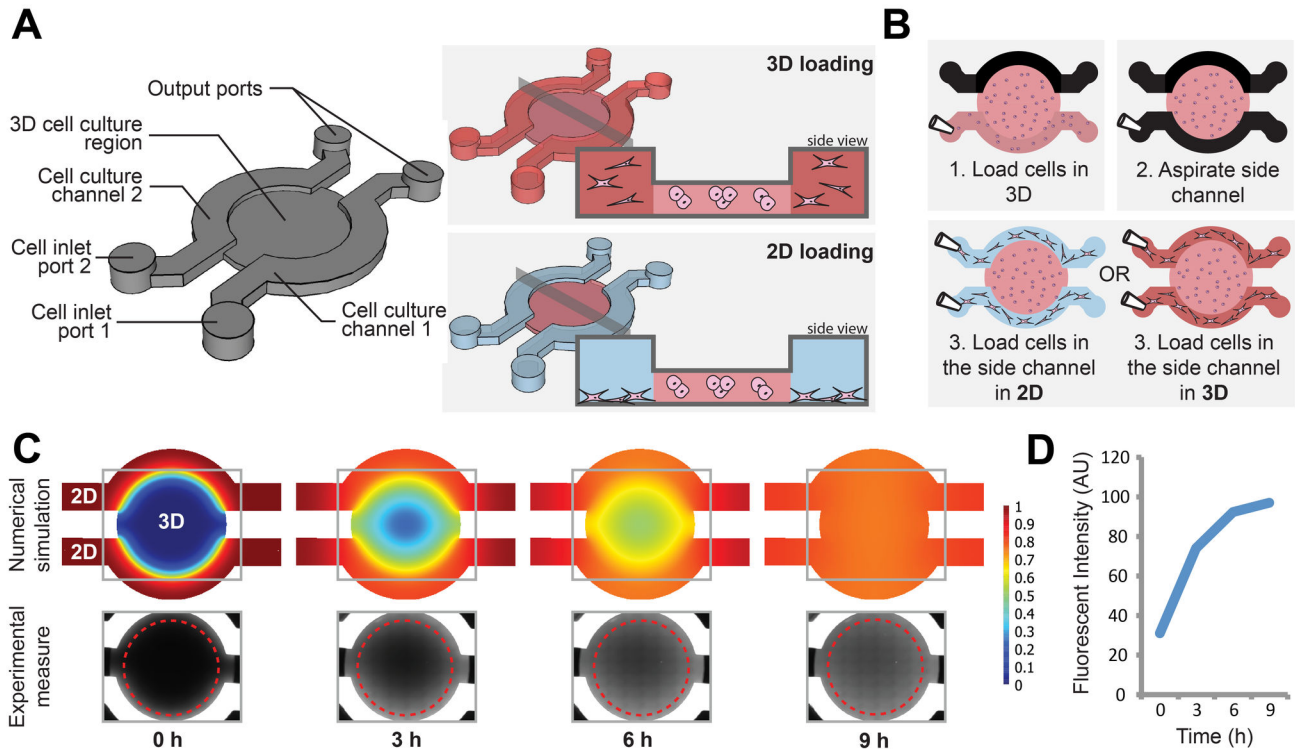 A
Output ports
3D cell culture
region
Cell culture
channel 2
Cell inlet
port 2
Cell inlet
port 1
Cell culture
channel 1
3D loading
side view
2D loading
side view
B
1. Load cells in
3D
2. Aspirate side
channel
OR
3. Load cells in
the side channel
in 2D
3. Load cells in
the side channel
in 3D
C
Numerical
simulation
2D
3D
2D
1
0.9
0.8
0.7
0.6
0.5
0.4
0.3
0.2
0.1
0
Experimental
measure
0 h
3 h
6 h
9 h
D
Fluorescent Intensity (AU)
120
100
80
60
40
20
0
0 3 6 9
Time (h)